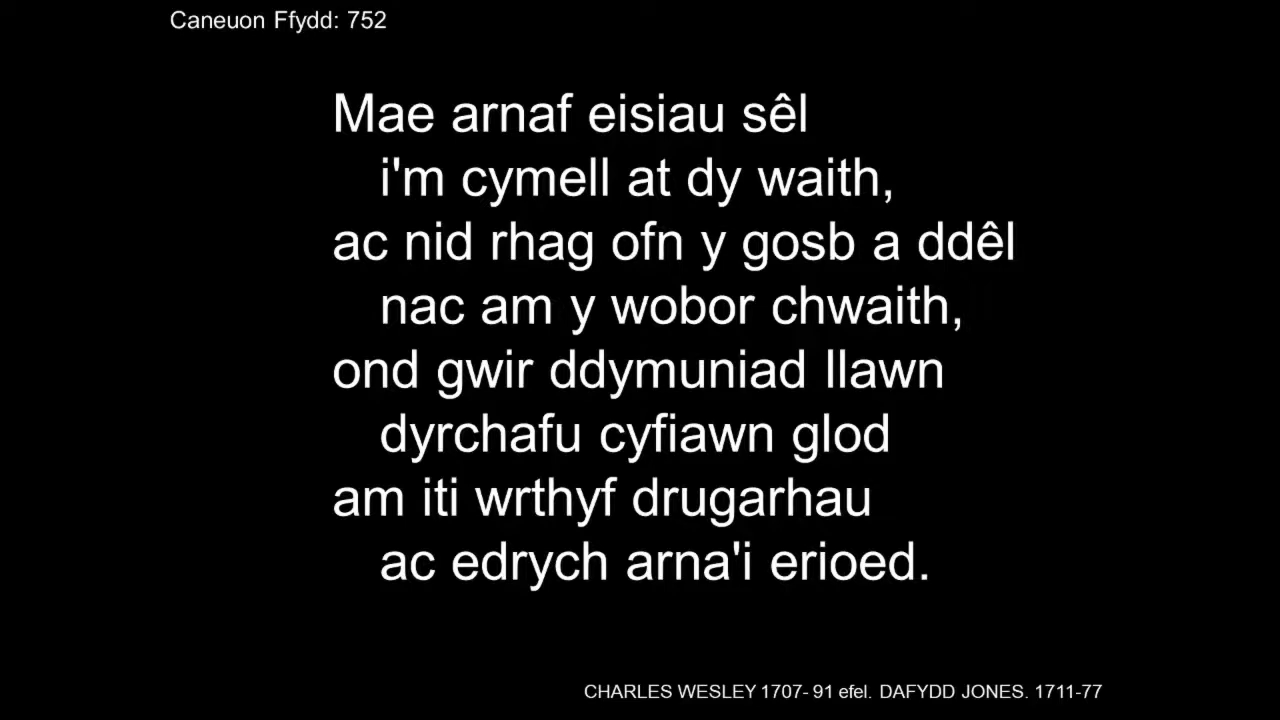 Caneuon Ffydd: 752
Mae arnaf eisiau sêl
i'm cymell at dy waith,
ac nid rhag ofn y gosb a ddêl
nac am y wobor chwaith,
ond gwir ddymuniad llawn
dyrchafu cyfiawn glod
am iti wrthyf drugarhau
ac edrych arna'i erioed.
CHARLES WESLEY 1707- 91 efel. DAFYDD JONES. 1711-77